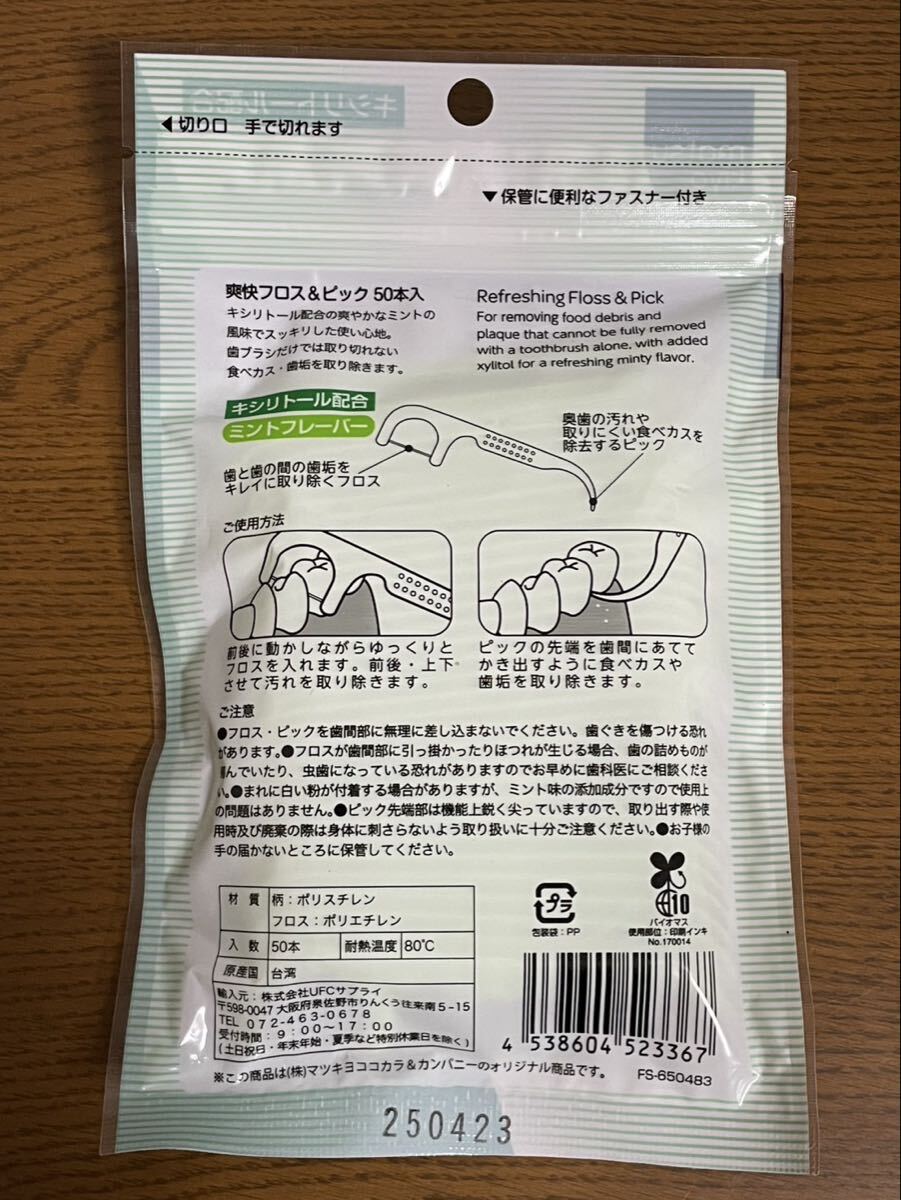 キシリトール配合
◀切り口 手で切れます
▼保管に便利なファスナー付き
爽快フロス&ピック 50本入
キシリトール配合の爽やかなミントの
風味でスッキリした使い心地。
歯ブラシだけでは取り切れない
食べカス・歯垢を取り除きます。
Refreshing Floss & Pick
For removing food debris and
plaque that cannot be fully removed
with a toothbrush alone, with added
xylitol for a refreshing minty flavor.
キシリトール配合
ミントフレーバー
歯と歯の間の歯垢を
キレイに取り除くフロス
奥歯の汚れや
取りにくい食べカスを
除去するピック
ご使用方法
前後に動かしながらゆっくりと
フロスを入れます。前後・上下
させて汚れを取り除きます。
ピックの先端を歯間にあてて
かき出すように食べカスや
歯垢を取り除きます。
ご注意
●フロス・ピックを歯間部に無理に差し込まないでください。歯ぐきを傷つける恐れ
があります。●フロスが歯間部に引っ掛かったりほつれが生じる場合、歯の詰めものが
んでいたり、虫歯になっている恐れがありますのでお早めに歯科医にご相談くださ
い。●まれに白い粉が付着する場合がありますが、ミント味の添加成分ですので使用上
の問題はありません。●ピック先端部は機能上鋭く尖っていますので、取り出す際や使
用時及び廃棄の際は身体に刺さらないよう取り扱いに十分ご注意ください。●お子様の
手の届かないところに保管してください。
材質 柄:ポリスチレン
フロス:ポリエチレン
入数 50本 耐熱温度 80℃
原産国 台湾
輸入元:株式会社UFCサプライ
〒598-0047 大阪府泉佐野市りんくう往来南5-15
TEL 072-463-0678
受付時間:9:00〜17:00
(土日祝日・年末年始・夏季など特別休業日を除く)
プラ
包装袋:PP
10
バイオマス
使用部位:印刷インキ
No.170014
4 538604 523367
※この商品は(株)マツキヨココカラ&カンパニーのオリジナル商品です。
FS-650483
250423